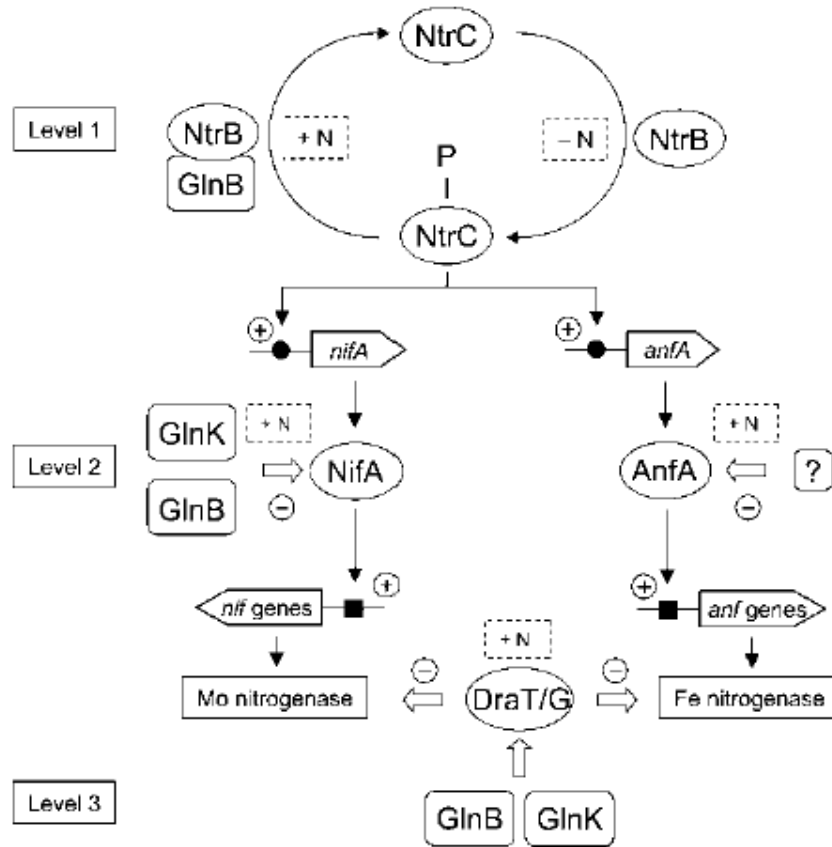 NtrC
Level 1
NtrB
GlnB
+ N
P
− N
NtrB
NtrC
+ nifA
+ anfA
GlnK
+ N
+ N
Level 2
NifA
AnfA
?
GlnB
−
−
nif genes +
+ anf genes
+ N
Mo nitrogenase
−
DraT/G
−
Fe nitrogenase
Level 3
GlnB GlnK